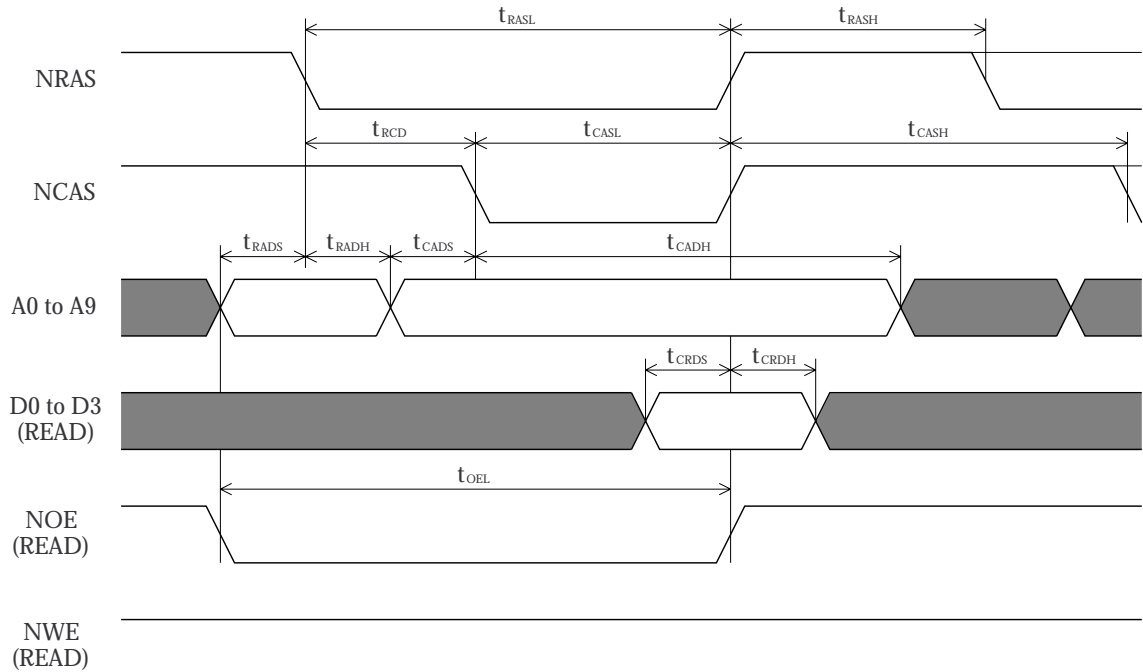 tRASL tRASH
NRAS
tRCD tCASL tCASH
NCAS
tRADS tRADH tCADS tCADH
A0 to A9
tCRDS tCRDH
D0 to D3
(READ)
tOEL
NOE
(READ)
NWE
(READ)